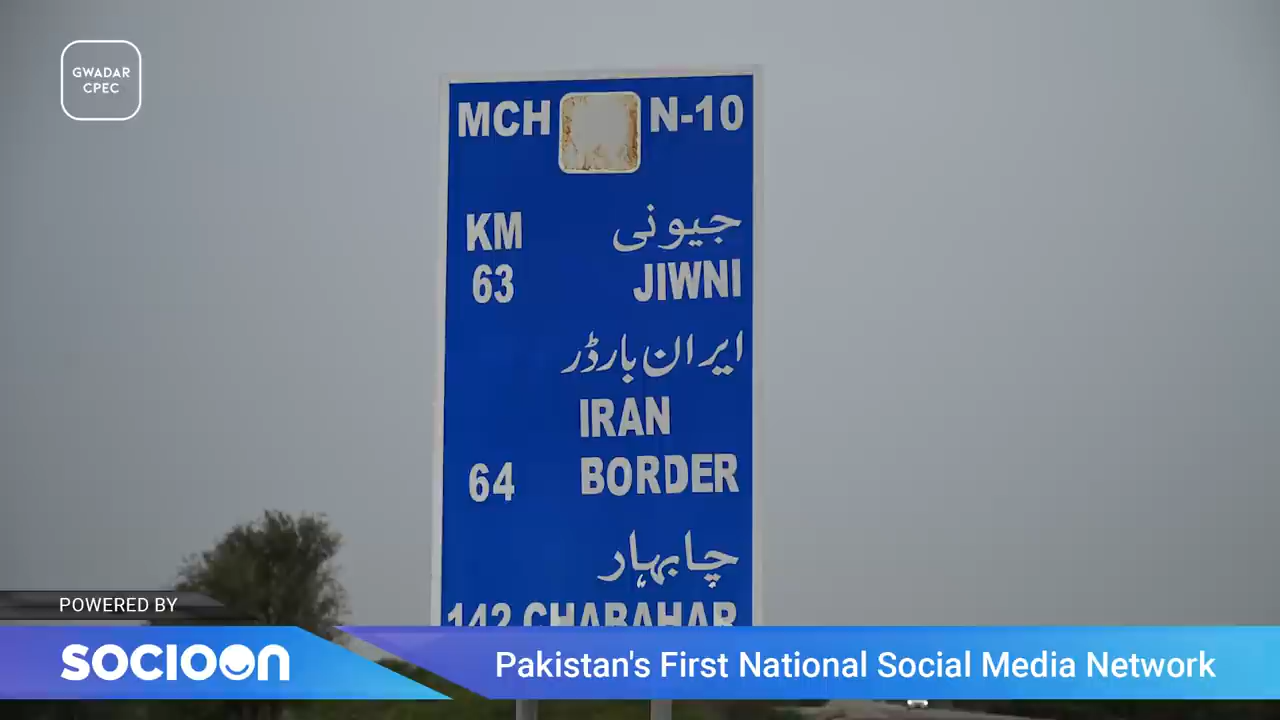 GWADAR
CPEC
MCH N-10
KM جیونی
63 JIWNI
ایران بارڈر
IRAN
64 BORDER
چابہار
142 CHABAHAR
POWERED BY
SOCIOON
Pakistan's First National Social Media Network